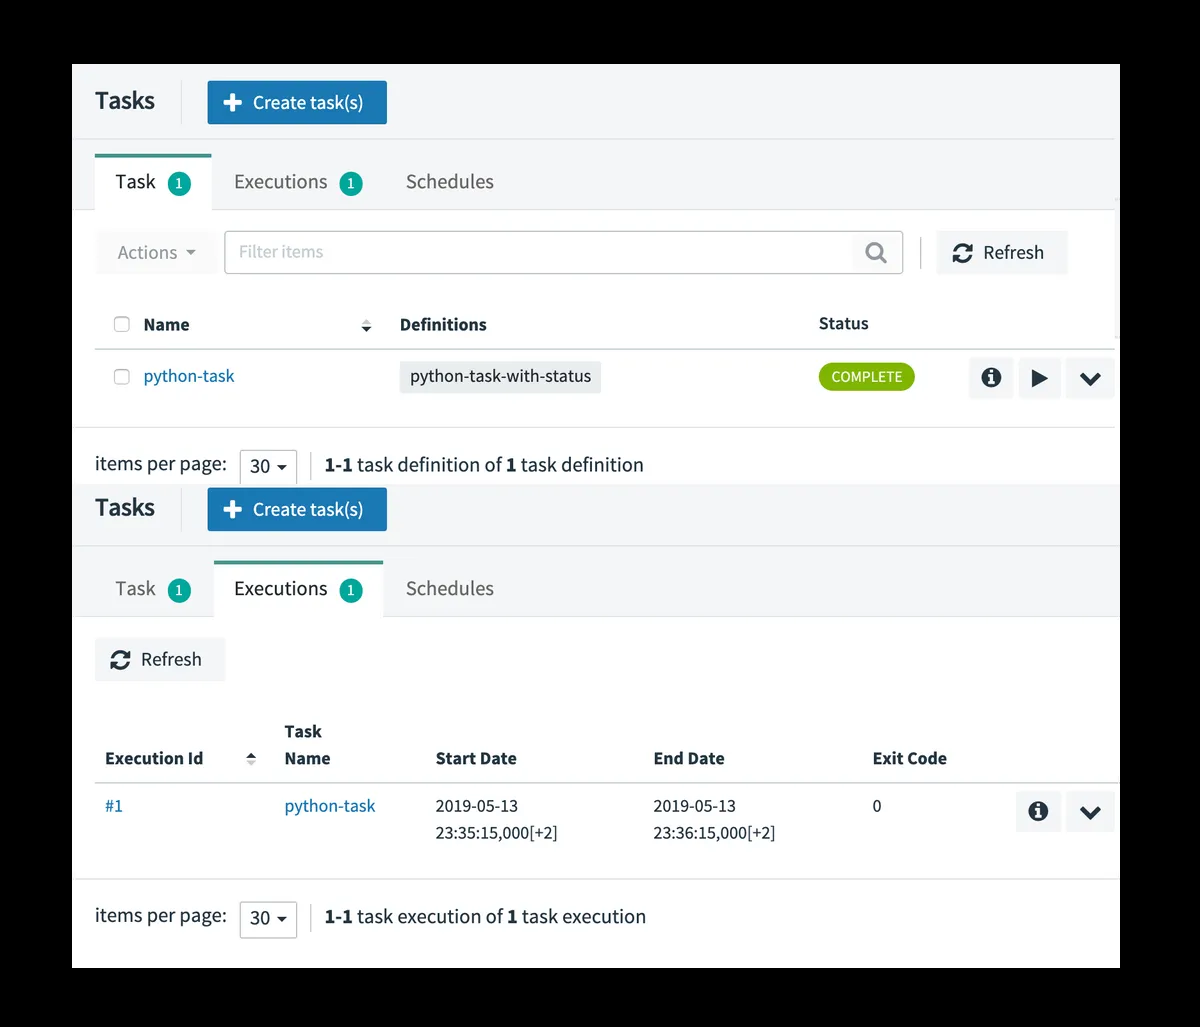 Tasks
Create task(s)
Task 1
Executions 1
Schedules
Actions
Filter items
Refresh
Name
Definitions
Status
python-task
python-task-with-status
COMPLETE
items per page: 30 1-1 task definition of 1 task definition
Tasks
Create task(s)
Task 1
Executions 1
Schedules
Refresh
Execution Id
Task
Name
Start Date
End Date
Exit Code
#1
python-task
2019-05-13
23:35:15,000[+2]
2019-05-13
23:36:15,000[+2]
0
items per page: 30 1-1 task execution of 1 task execution